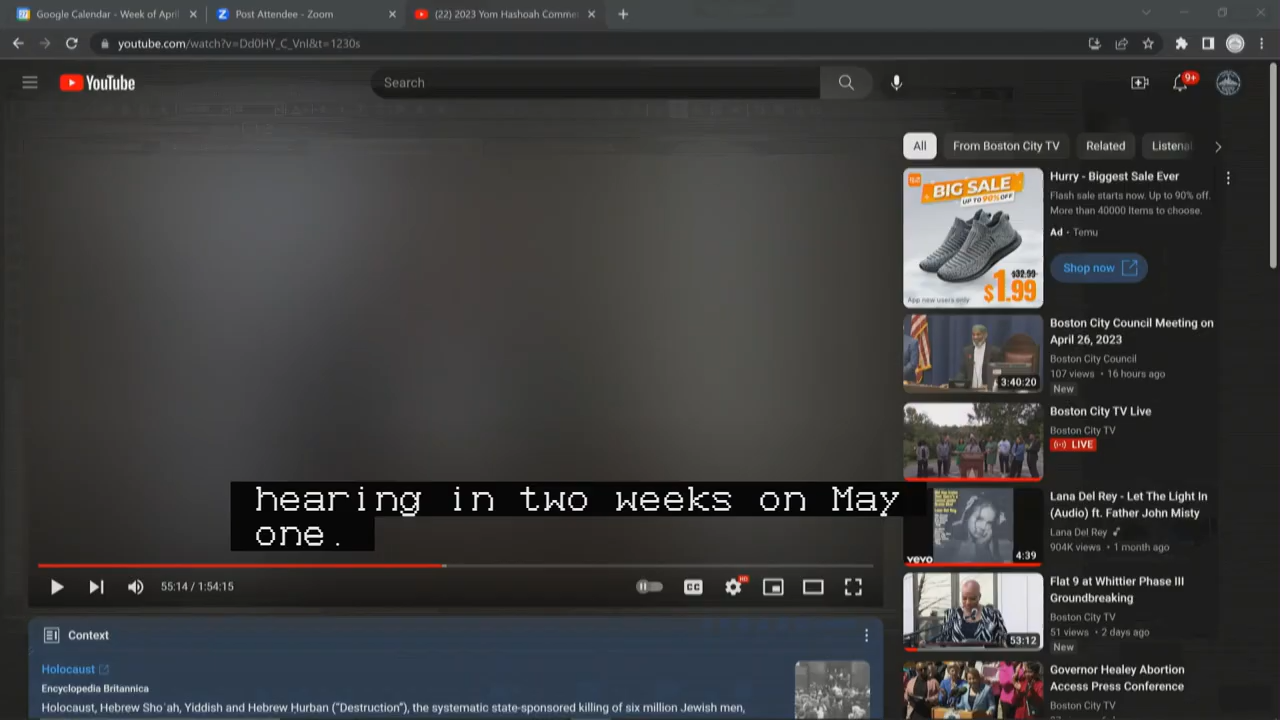 Google Calendar - Week of April
Post Attendee - Zoom
(22) 2023 Yom Hashoah Comme
youtube.com/watch?v=Dd0HY_C_VnI&t=1230s
YouTube
Search
9+
All
From Boston City TV
Related
Listena
BIG SALE
UP TO 90% OFF
$32.99
$1.99
App new users only
Hurry - Biggest Sale Ever
Flash sale starts now. Up to 90% off.
More than 40000 Items to choose.
Ad · Temu
Shop now
3:40:20
Boston City Council Meeting on
April 26, 2023
Boston City Council
107 views · 16 hours ago
New
Boston City TV Live
Boston City TV
LIVE
vevo
4:39
Lana Del Rey - Let The Light In
(Audio) ft. Father John Misty
Lana Del Rey
904K views · 1 month ago
53:12
Flat 9 at Whittier Phase III
Groundbreaking
Boston City TV
51 views · 2 days ago
New
Governor Healey Abortion
Access Press Conference
Boston City TV
hearing in two weeks on May
one.
55:14 / 1:54:15
CC
HD
Context
Holocaust
Encyclopedia Britannica
Holocaust, Hebrew Shoʾah, Yiddish and Hebrew Ḥurban (“Destruction”), the systematic state-sponsored killing of six million Jewish men,